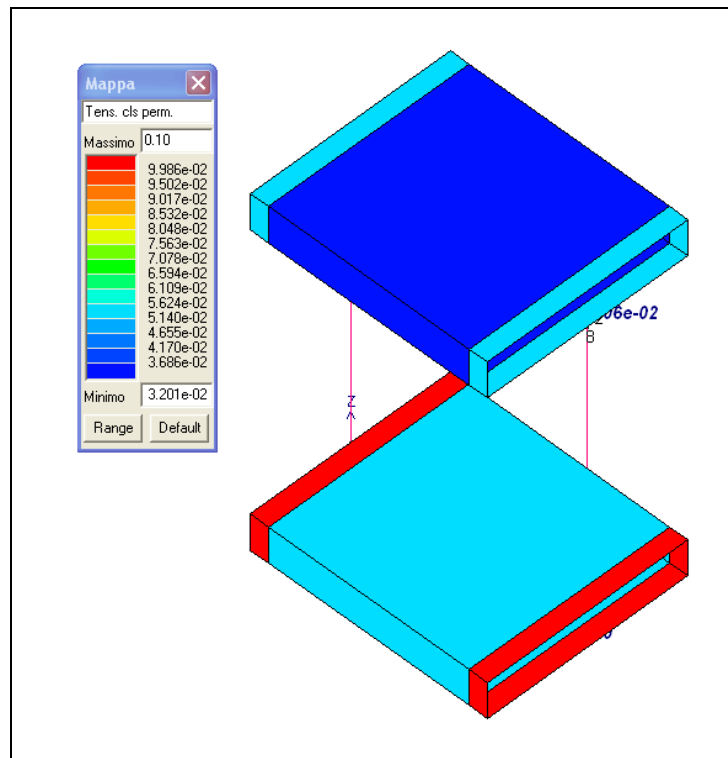 Mappa
Tens. cls perm.
Massimo 0.10
9.986e-02
9.502e-02
9.017e-02
8.532e-02
8.048e-02
7.563e-02
7.078e-02
6.594e-02
6.109e-02
5.624e-02
5.140e-02
4.655e-02
4.170e-02
3.686e-02
Minimo 3.201e-02
Range Default
06e-02
B
Z